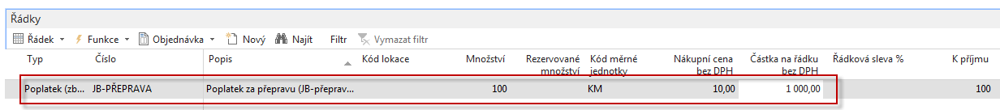 Řádky
Řádek Funkce Objednávka Nový Najít Filtr Vymazat filtr
Typ Číslo Popis Kód lokace Množství Rezervované množství Kód měrné jednotky Nákupní cena bez DPH Částka na řádku bez DPH Řádková sleva % K příjmu
Poplatek (zb... JB-PŘEPRAVA Poplatek za přepravu (JB-přeprav... 100 KM 10,00 1 000,00 100